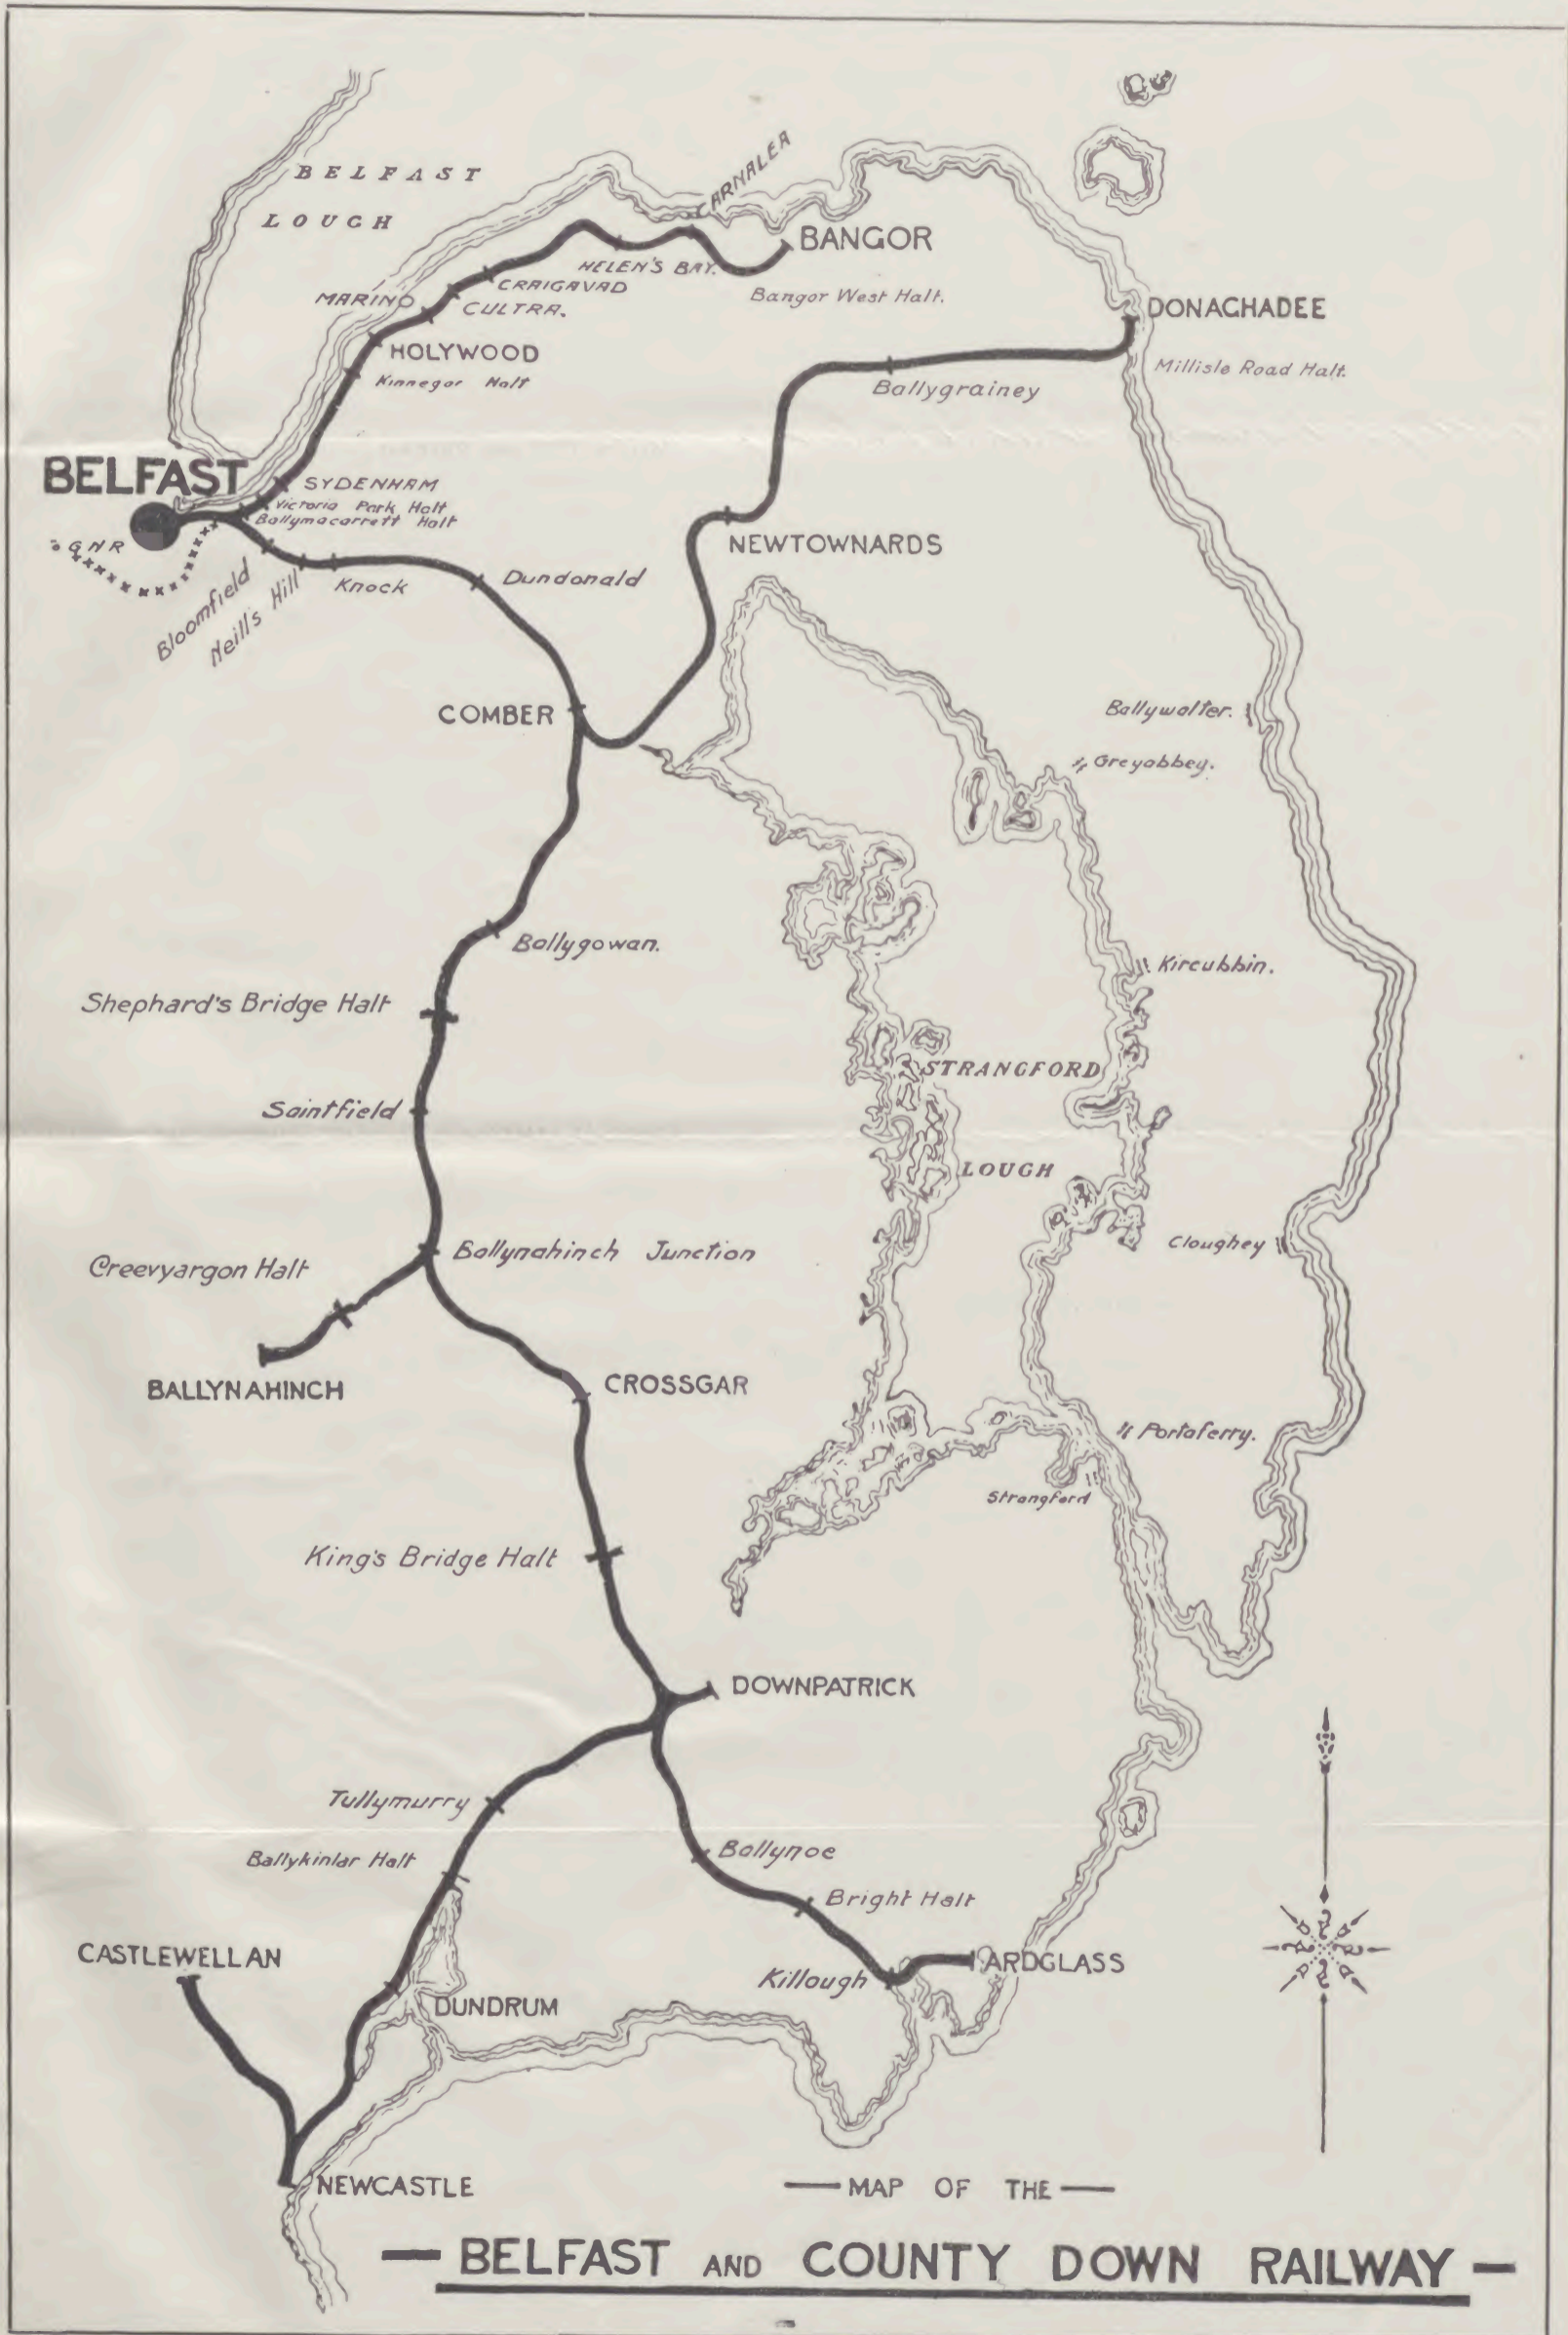 BELFAST
LOUGH
CARNALEA
BANGOR
HELEN'S BAY.
CRAIGAVAD
MARINO
CULTRA.
Bangor West Halt.
DONAGHADEE
HOLYWOOD
Kinnegar Halt
Millisle Road Halt.
Ballygrainey
BELFAST
SYDENHAM
Victoria Park Halt
Ballymacarrett Halt
GNR
NEWTOWNARDS
Bloomfield
Neill's Hill
Knock
Dundonald
COMBER
Ballywalter.
Greyabbey.
Ballygowan.
Kircubbin.
Shephard's Bridge Halt
STRANGFORD
Saintfield
LOUGH
Cloughey
Creevyargon Halt
Ballynahinch Junction
BALLYNAHINCH
CROSSGAR
Portaferry.
Strangford
King's Bridge Halt
DOWNPATRICK
Tullymurry
Ballynoe
Ballykinlar Halt
Bright Halt
CASTLEWELLAN
Killough
ARDGLASS
DUNDRUM
NEWCASTLE
— MAP OF THE —
— BELFAST AND COUNTY DOWN RAILWAY —